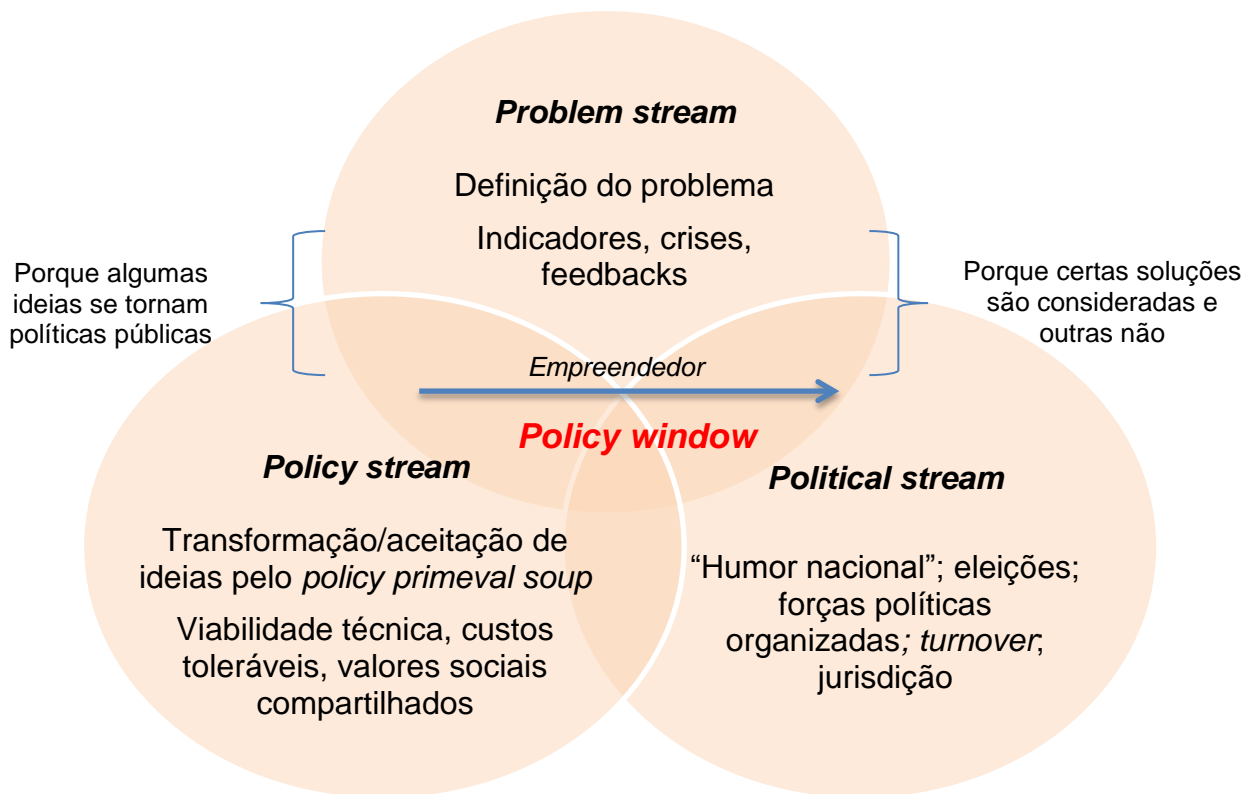 Problem stream
Definição do problema
Indicadores, crises,
feedbacks
Porque algumas
ideias se tornam
políticas públicas
Porque certas soluções
são consideradas e
outras não
Empreendedor
Policy window
Policy stream
Transformação/aceitação de
ideias pelo policy primeval soup
Viabilidade técnica, custos
toleráveis, valores sociais
compartilhados
Political stream
“Humor nacional”; eleições;
forças políticas
organizadas; turnover;
jurisdição